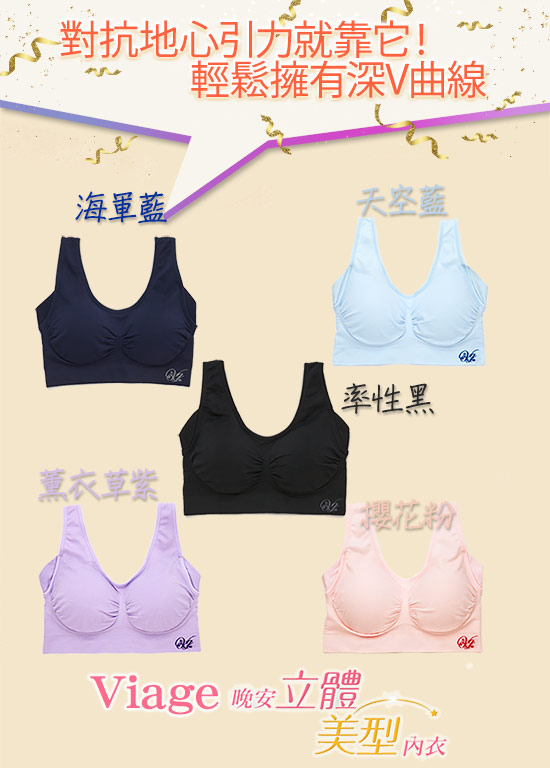 對抗地心引力就靠它！
輕鬆擁有深V曲線
海軍藍
天空藍
率性黑
薰衣草紫
櫻花粉
Viage 晚安立體
美型內衣